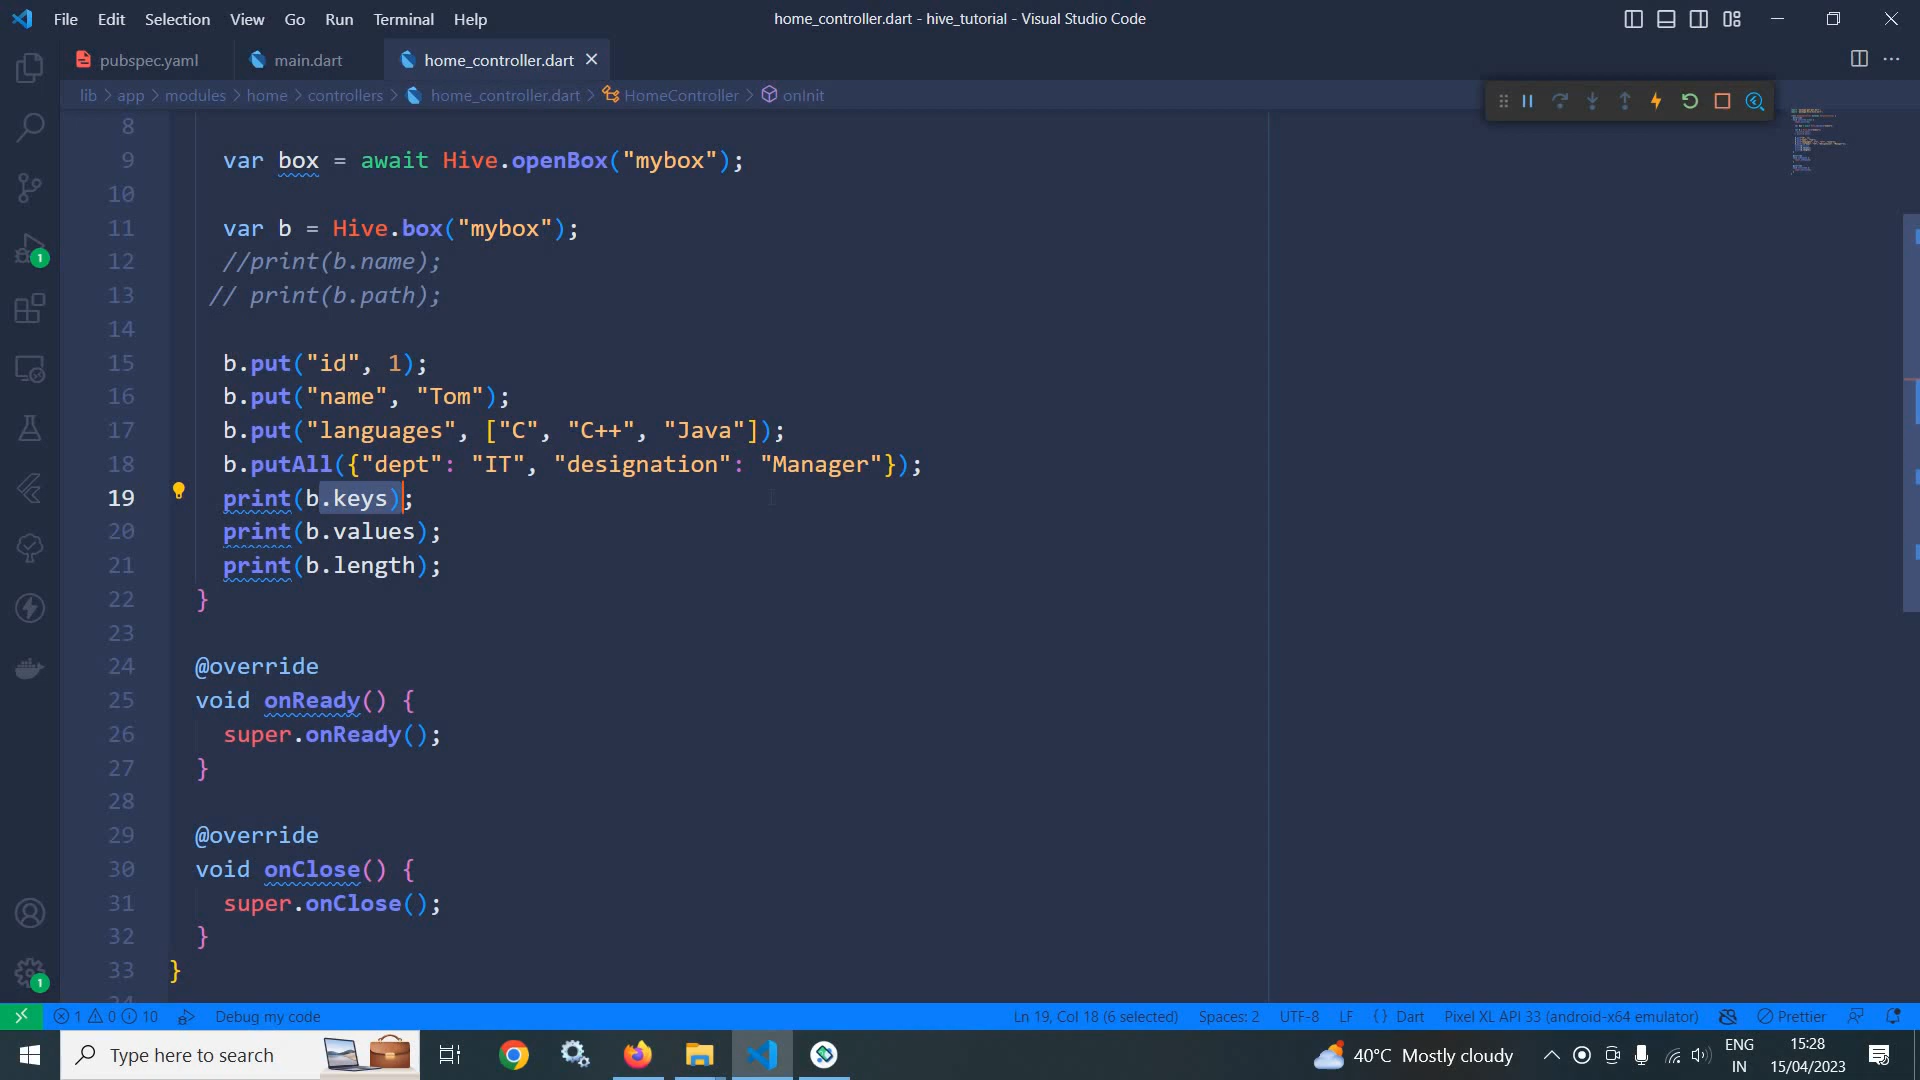 File Edit Selection View Go Run Terminal Help
home_controller.dart - hive_tutorial - Visual Studio Code
pubspec.yaml main.dart home_controller.dart
lib > app > modules > home > controllers > home_controller.dart > HomeController > onInit
8
9 var box = await Hive.openBox("mybox");
10
11 var b = Hive.box("mybox");
12 //print(b.name);
13 // print(b.path);
14
15 b.put("id", 1);
16 b.put("name", "Tom");
17 b.put("languages", ["C", "C++", "Java"]);
18 b.putAll({"dept": "IT", "designation": "Manager"});
19 print(b.keys);
20 print(b.values);
21 print(b.length);
22 }
23
24 @override
25 void onReady() {
26 super.onReady();
27 }
28
29 @override
30 void onClose() {
31 super.onClose();
32 }
33 }
1
1
1 0 10 Debug my code Ln 19, Col 18 (6 selected) Spaces: 2 UTF-8 LF {} Dart Pixel XL API 33 (android-x64 emulator) Prettier
Type here to search
40°C Mostly cloudy
ENG
IN
15:28
15/04/2023